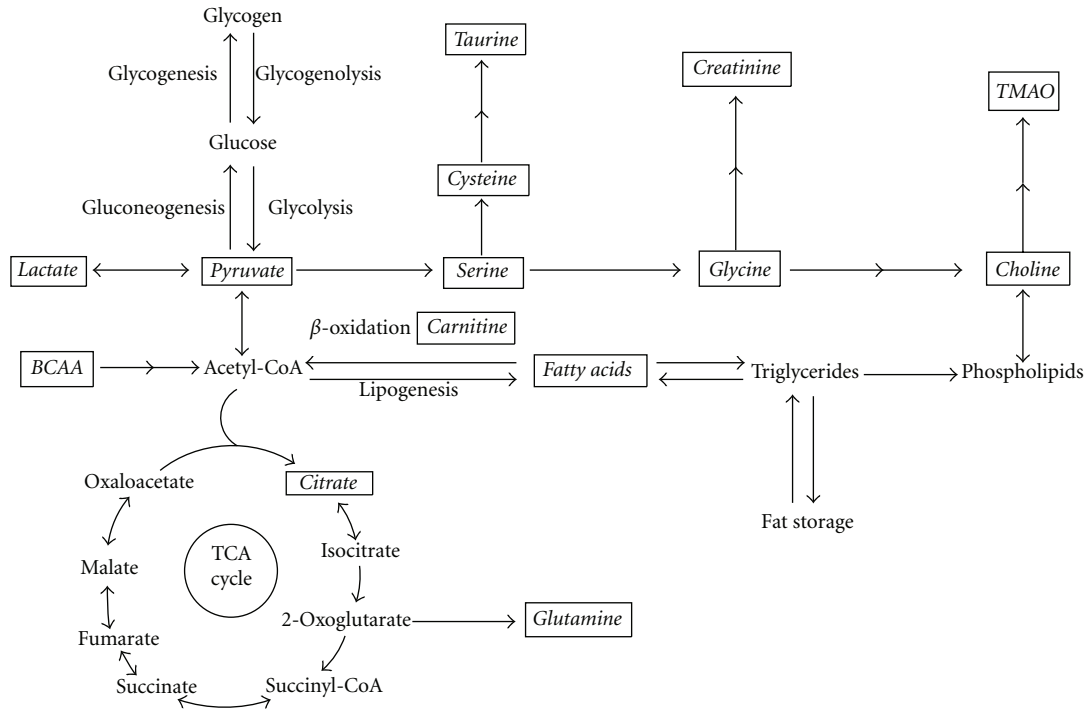 Glycogen
Taurine
Creatinine
Glycogenesis
Glycogenolysis
TMAO
Glucose
Cysteine
Gluconeogenesis
Glycolysis
Lactate
Pyruvate
Serine
Glycine
Choline
β-oxidation
Carnitine
BCAA
Acetyl-CoA
Fatty acids
Triglycerides
Phospholipids
Lipogenesis
Oxaloacetate
Citrate
Fat storage
TCA
cycle
Isocitrate
Malate
2-Oxoglutarate
Glutamine
Fumarate
Succinate
Succinyl-CoA